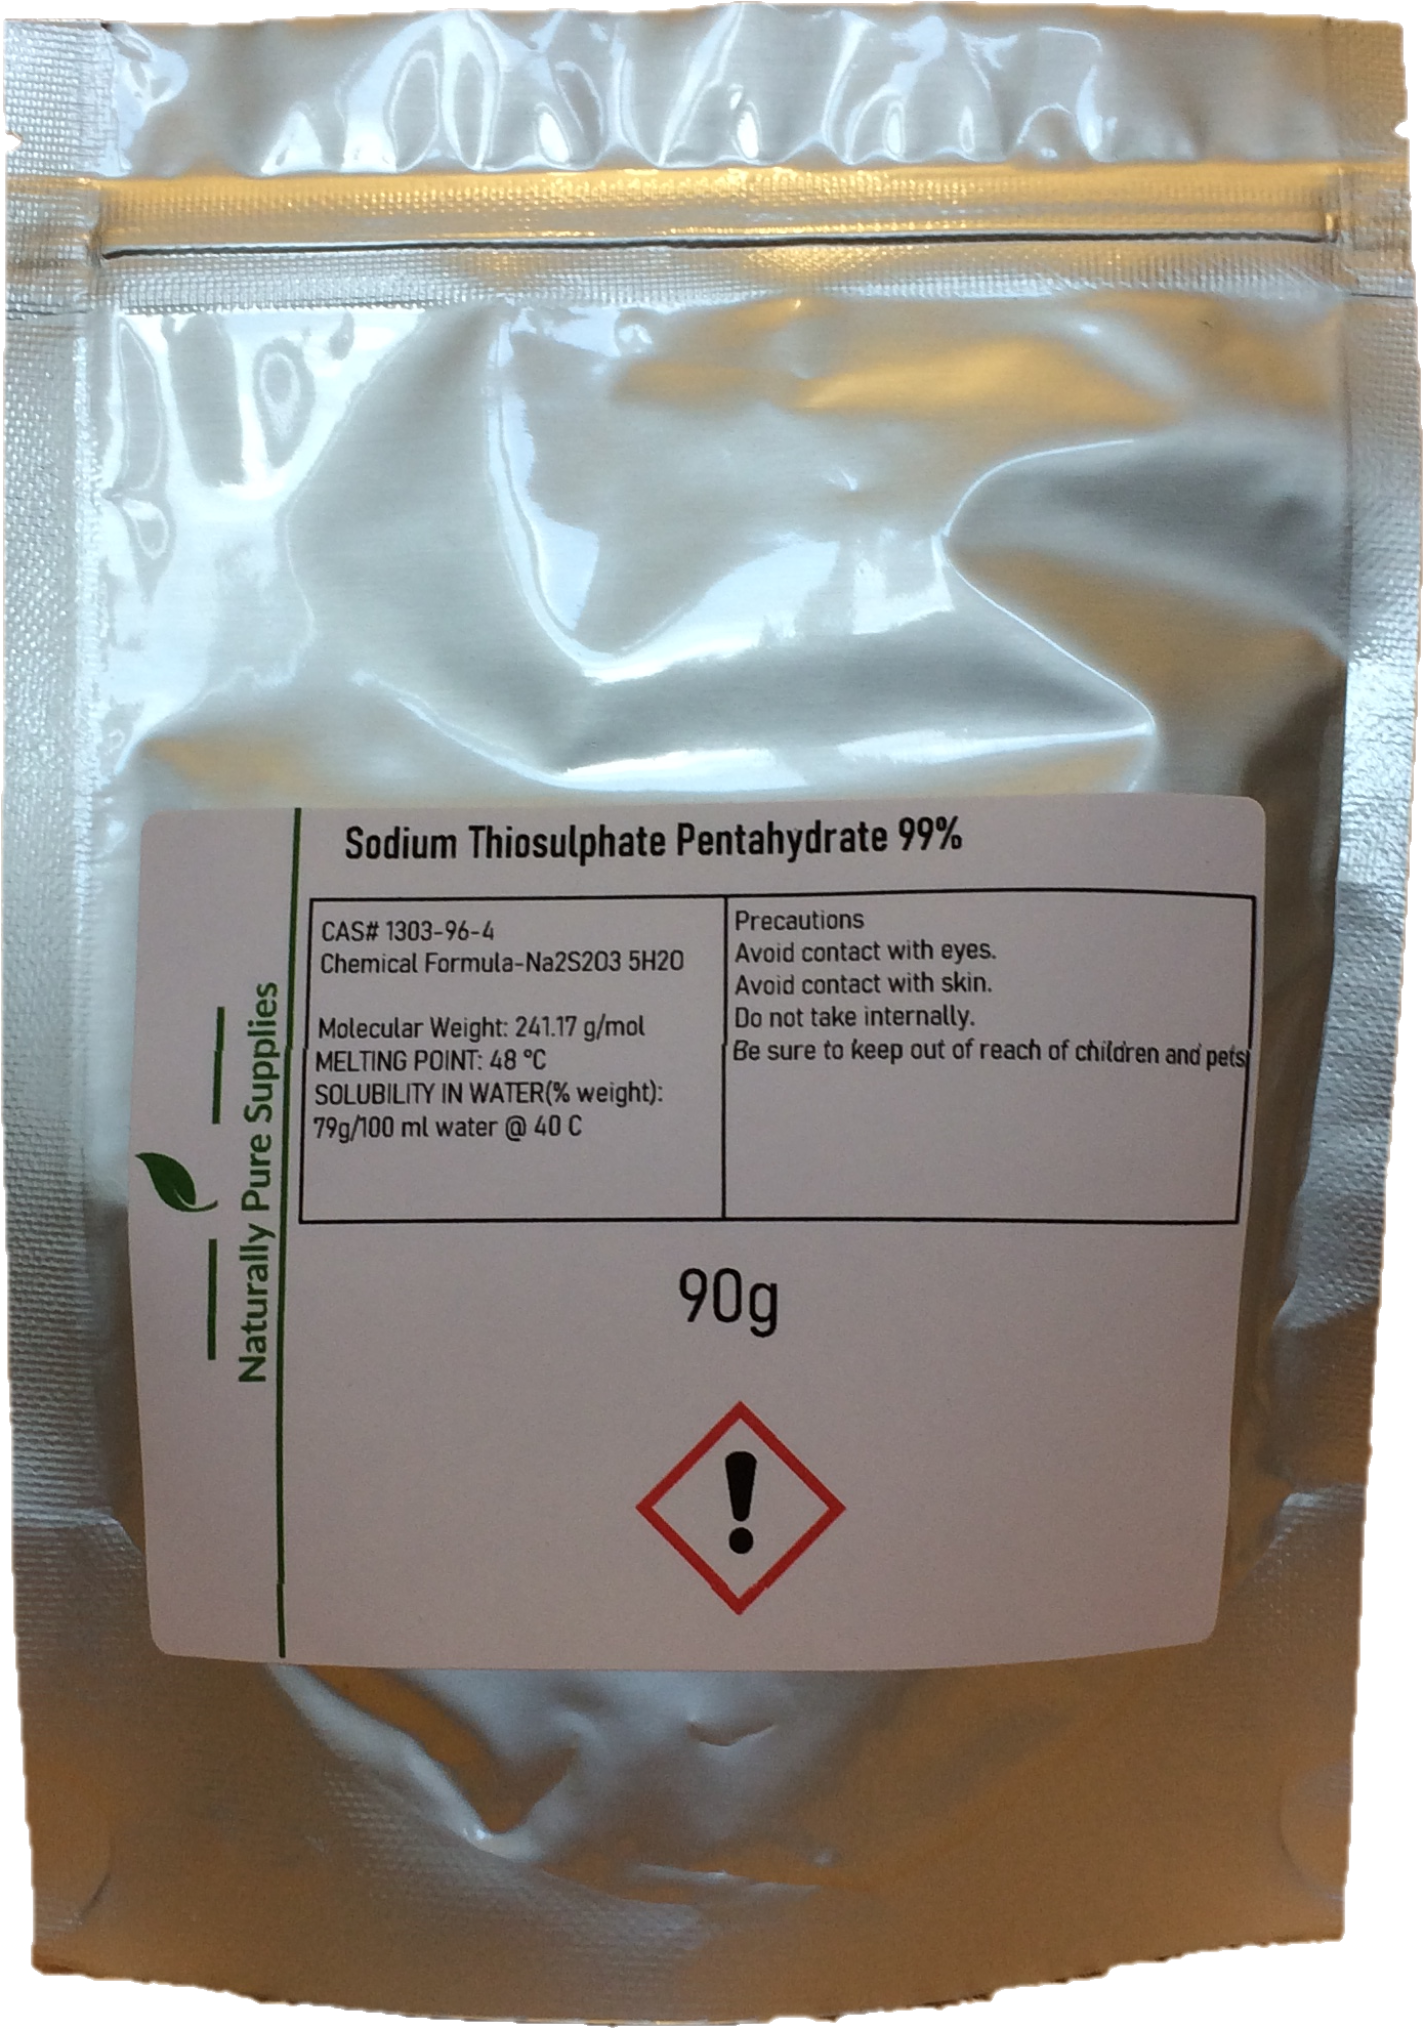 Sodium Thiosulphate Pentahydrate 99%
CAS# 1303-96-4
Chemical Formula-Na2S2O3 5H2O
Molecular Weight: 241.17 g/mol
MELTING POINT: 48 °C
SOLUBILITY IN WATER(% weight):
79g/100 ml water @ 40 C
Precautions
Avoid contact with eyes.
Avoid contact with skin.
Do not take internally.
Be sure to keep out of reach of children and pets
90g
!
Naturally Pure Supplies